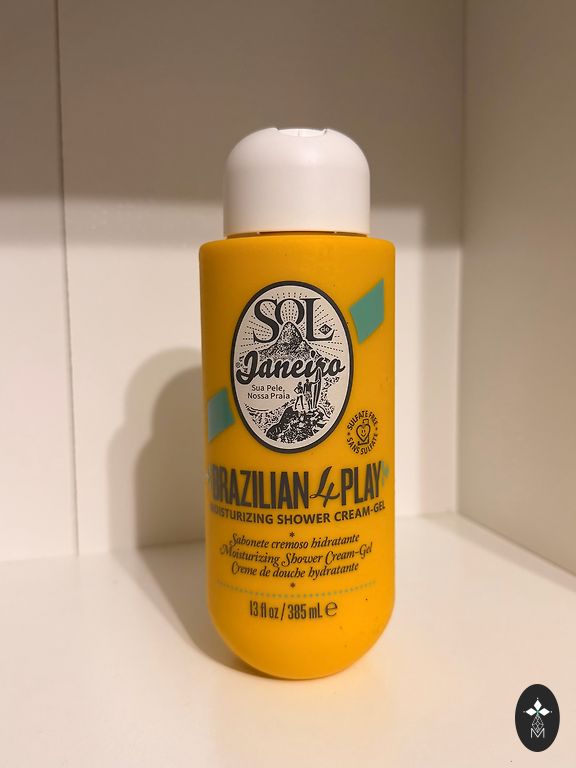 SOL
de
Janeiro
Sua Pele,
Nossa Praia
SULFATE FREE
SANS SULFATE
BRAZILIAN 4 PLAY
MOISTURIZING SHOWER CREAM-GEL
Sabonete cremoso hidratante
Moisturizing Shower Cream-Gel
Creme de douche hydratante
13 fl oz / 385 mL ℮
M